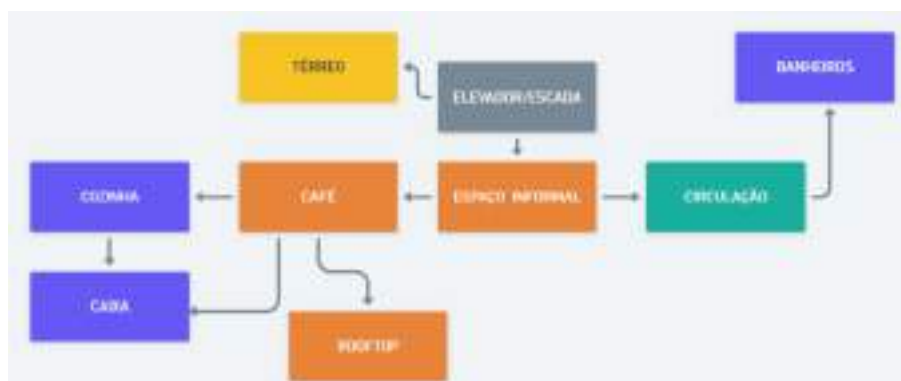 TÉRREO
ELEVADOR/ESCADA
BANHEIROS
COZINHA
CAFÉ
ESPAÇO INFORMAL
CIRCULAÇÃO
CAIXA
ROOFTOP